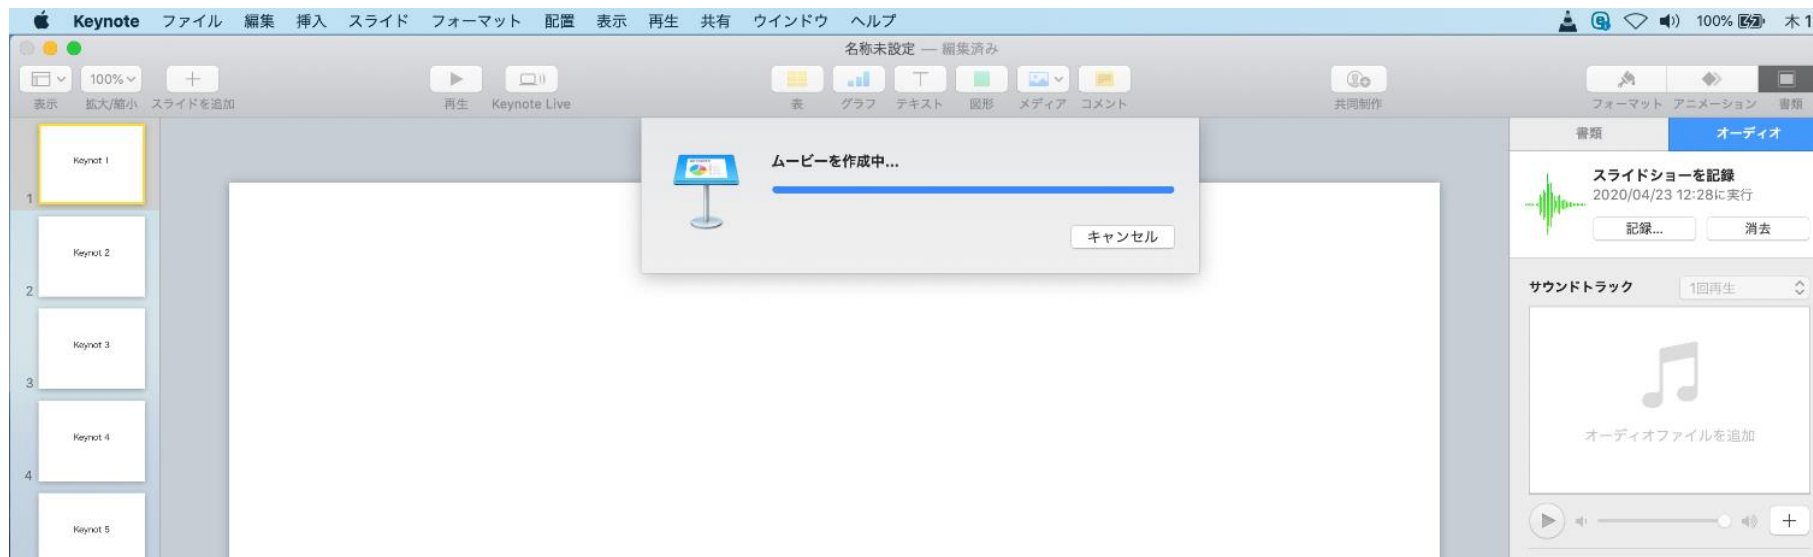 Keynote ファイル 編集 挿入 スライド フォーマット 配置 表示 再生 共有 ウインドウ ヘルプ 100% 木 1
名称未設定 — 編集済み
100%
表示 拡大/縮小 スライドを追加 再生 Keynote Live 表 グラフ テキスト 図形 メディア コメント 共同制作 フォーマット アニメーション 書類
書類 オーディオ
ムービーを作成中...
キャンセル
Keynot 1
1
Keynot 2
2
Keynot 3
3
Keynot 4
4
Keynot 5
スライドショーを記録
2020/04/23 12:28に実行
記録... 消去
サウンドトラック 1回再生
オーディオファイルを追加